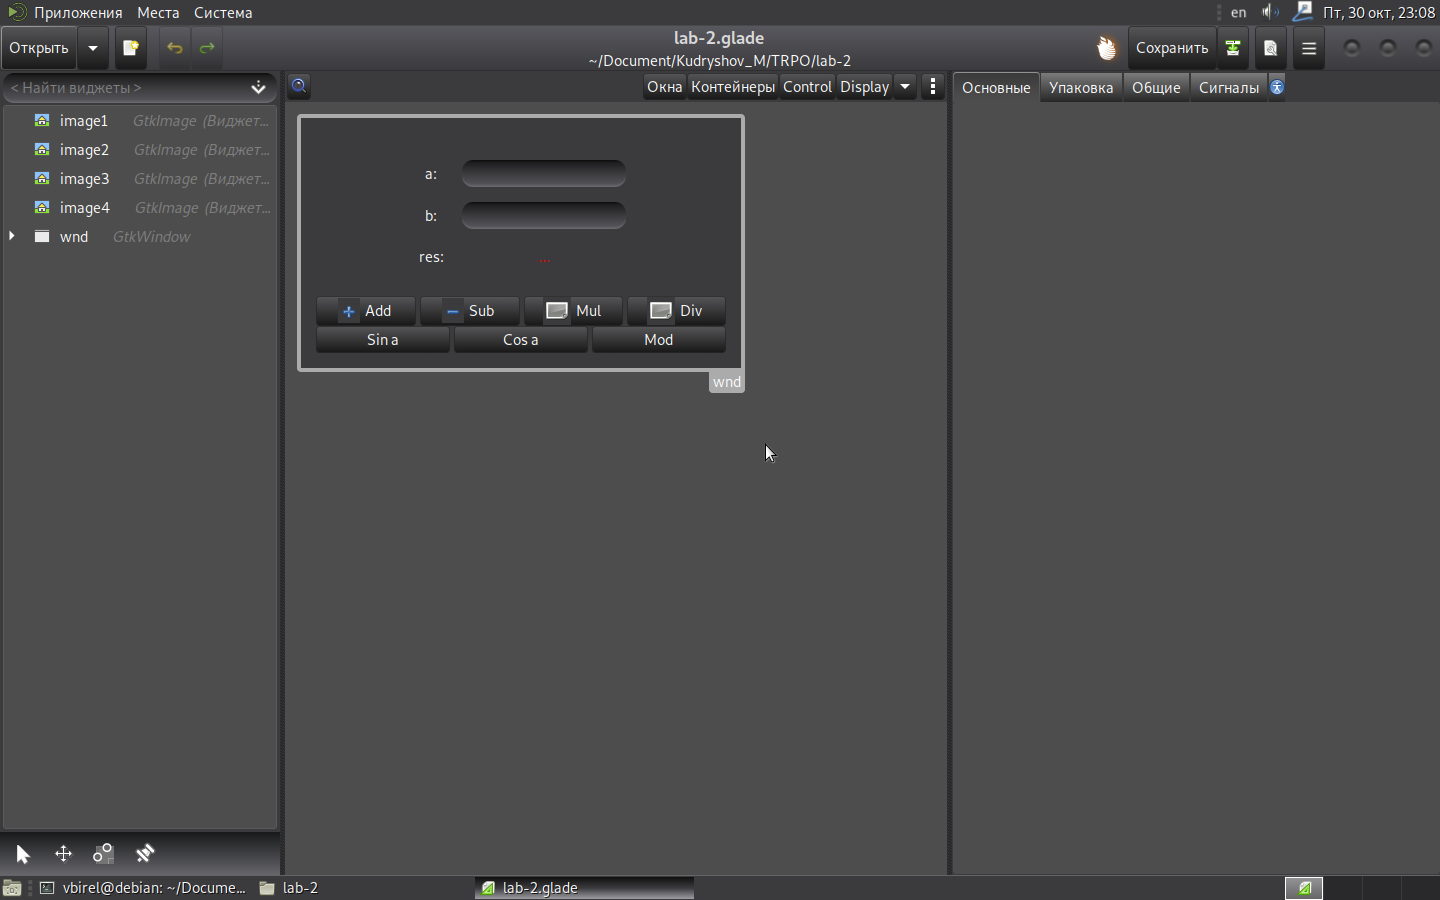 Приложения Места Система
en Пт, 30 окт, 23:08
Открыть
lab-2.glade
~/Document/Kudryshov_M/TRPO/lab-2
Сохранить
< Найти виджеты >
Окна Контейнеры Control Display
Основные Упаковка Общие Сигналы
image1 GtkImage (Виджет...
image2 GtkImage (Виджет...
image3 GtkImage (Виджет...
image4 GtkImage (Виджет...
wnd GtkWindow
a:
b:
res: ...
Add Sub Mul Div
Sin a Cos a Mod
wnd
vbirel@debian: ~/Docume... lab-2 lab-2.glade